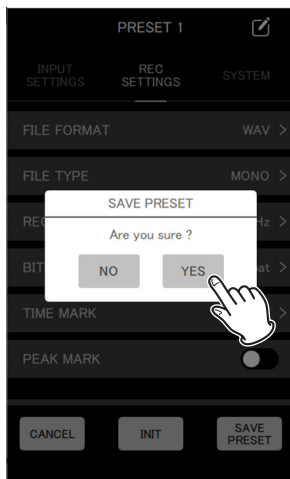 PRESET 1
INPUT
SETTINGS
REC
SETTINGS
SYSTEM
FILE FORMAT WAV >
FILE TYPE MONO >
SAVE PRESET
Are you sure ?
NO YES
TIME MARK
PEAK MARK
CANCEL INIT SAVE
PRESET